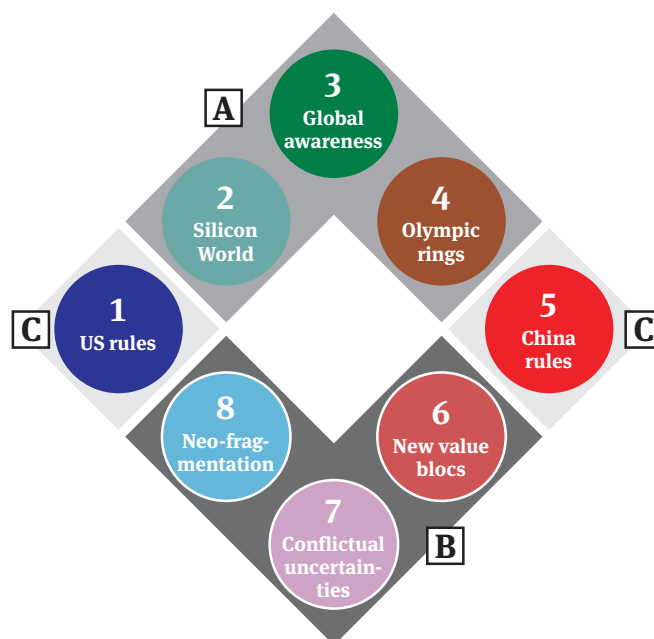 3
Global
awareness
A
2
Silicon
World
4
Olympic
rings
C
1
US rules
5
China
rules
C
8
Neo-frag-
mentation
6
New value
blocs
7
Conflictual
uncertain-
ties
B